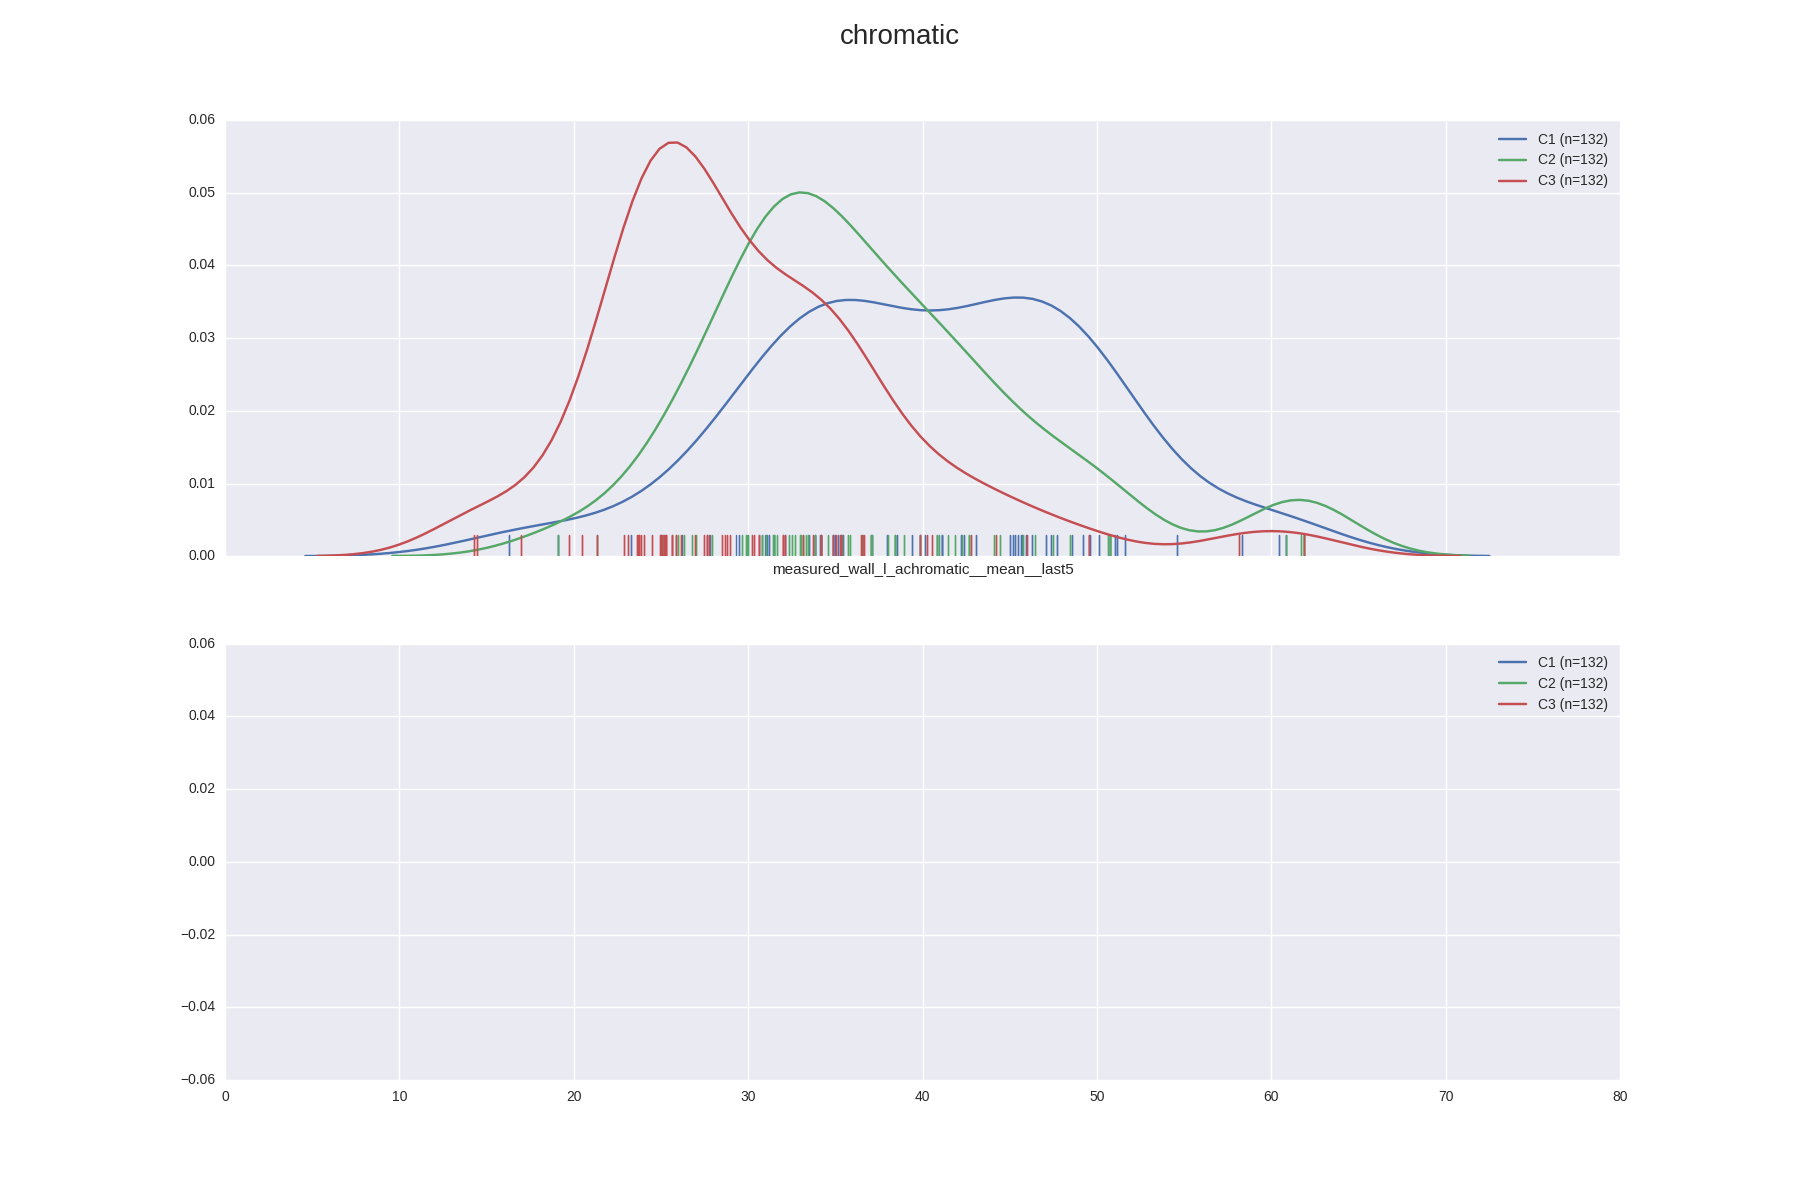 chromatic
0.06
0.05
0.04
0.03
0.02
0.01
0.00
C1 (n=132)
C2 (n=132)
C3 (n=132)
measured_wall_l_achromatic__mean__last5
0.06
0.04
0.02
0.00
−0.02
−0.04
−0.06
C1 (n=132)
C2 (n=132)
C3 (n=132)
0 10 20 30 40 50 60 70 80